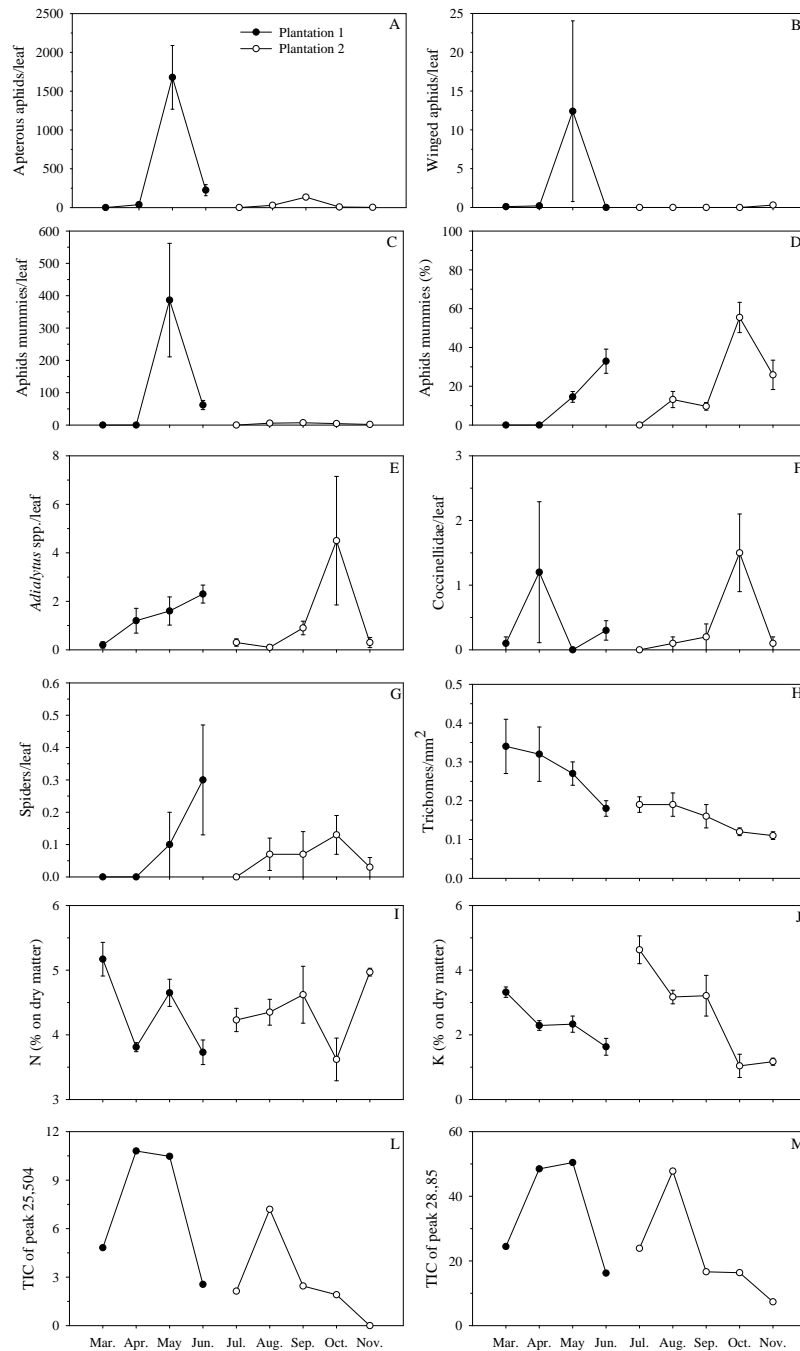 A
Plantation 1
Plantation 2
Apterous aphids/leaf
2500
2000
1500
1000
500
0
B
Winged aphids/leaf
25
20
15
10
5
0
C
Aphids mummies/leaf
600
500
400
300
200
100
0
D
Aphids mummies (%)
100
80
60
40
20
0
E
Adialytus spp./leaf
8
6
4
2
0
F
Coccinellidae/leaf
3
2
1
0
G
Spiders/leaf
0.6
0.5
0.4
0.3
0.2
0.1
0.0
H
Trichomes/mm2
0.5
0.4
0.3
0.2
0.1
0.0
I
N (% on dry matter)
6
5
4
3
J
K (% on dry matter)
6
4
2
0
L
TIC of peak 25,504
12
9
6
3
0
Mar. Apr. May Jun. Jul. Aug. Sep. Oct. Nov.
M
TIC of peak 28.,85
60
40
20
0
Mar. Apr. May Jun. Jul. Aug. Sep. Oct. Nov.